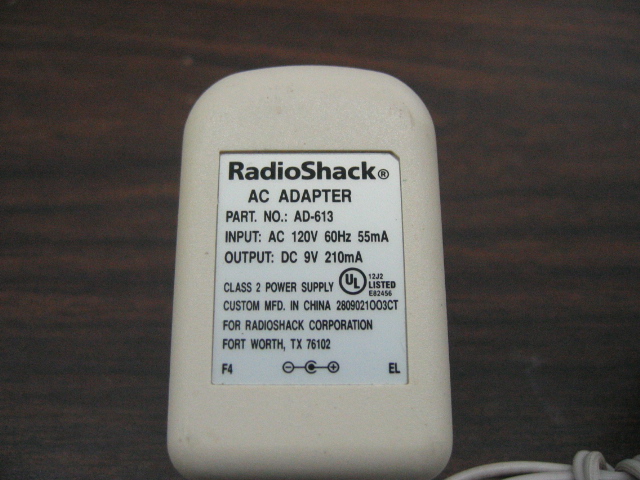 RadioShack®
AC ADAPTER
PART. NO.: AD-613
INPUT: AC 120V 60Hz 55mA
OUTPUT: DC 9V 210mA
CLASS 2 POWER SUPPLY UL 12J2 LISTED E82456
CUSTOM MFD. IN CHINA 2809021003CT
FOR RADIOSHACK CORPORATION
FORT WORTH, TX 76102
F4 EL